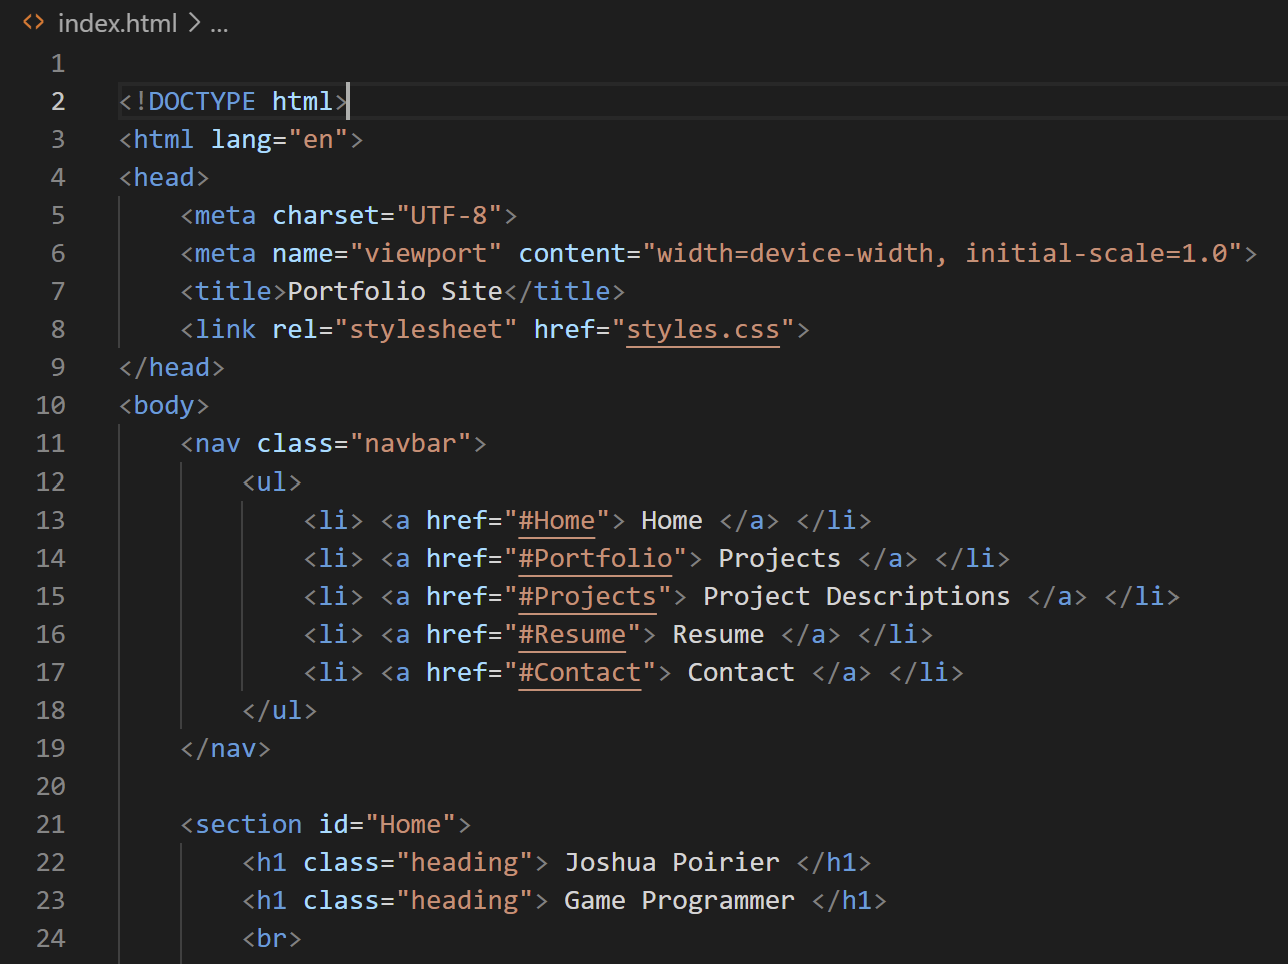 <> index.html > ...
1
2 <!DOCTYPE html>
3 <html lang="en">
4 <head>
5     <meta charset="UTF-8">
6     <meta name="viewport" content="width=device-width, initial-scale=1.0">
7     <title>Portfolio Site</title>
8     <link rel="stylesheet" href="styles.css">
9 </head>
10 <body>
11     <nav class="navbar">
12         <ul>
13             <li> <a href="#Home"> Home </a> </li>
14             <li> <a href="#Portfolio"> Projects </a> </li>
15             <li> <a href="#Projects"> Project Descriptions </a> </li>
16             <li> <a href="#Resume"> Resume </a> </li>
17             <li> <a href="#Contact"> Contact </a> </li>
18         </ul>
19     </nav>
20
21     <section id="Home">
22         <h1 class="heading"> Joshua Poirier </h1>
23         <h1 class="heading"> Game Programmer </h1>
24         <br>